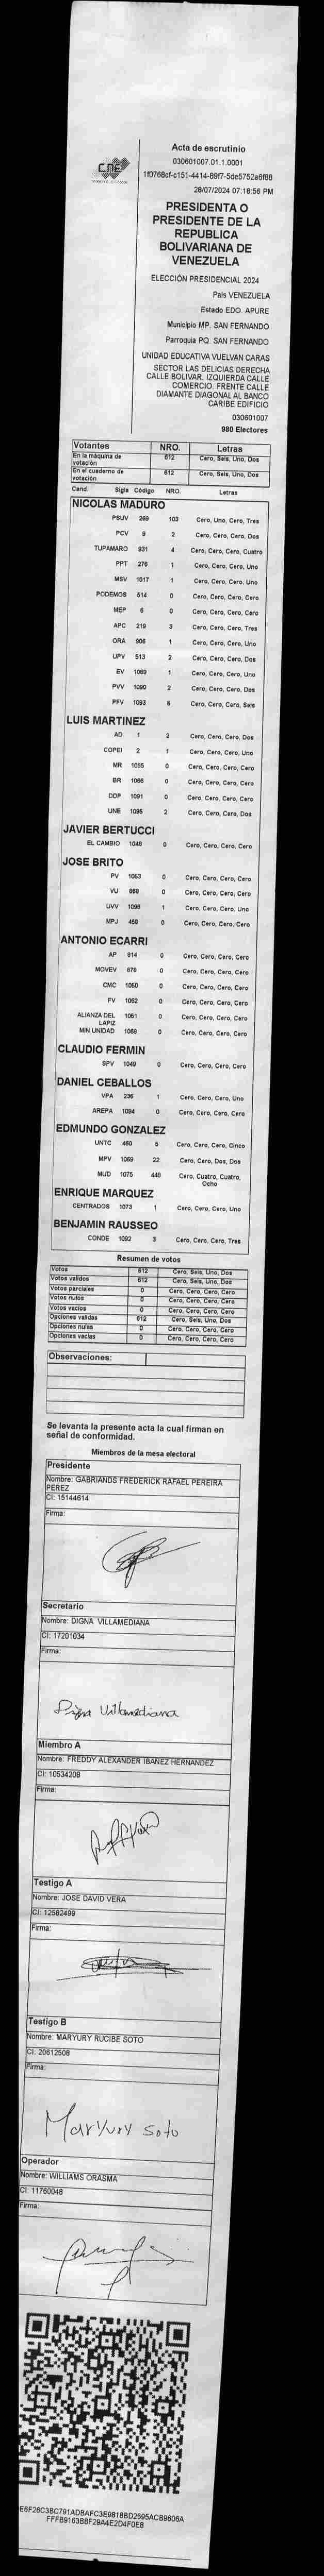 CNE
Acta de escrutinio
030601007.01.1.0001
1f0768cf-c151-4414-89f7-5de5752a6f88
28/07/2024 07:18:56 PM
PRESIDENTA O
PRESIDENTE DE LA
REPUBLICA
BOLIVARIANA DE
VENEZUELA
ELECCIÓN PRESIDENCIAL 2024
Pais VENEZUELA
Estado EDO. APURE
Municipio MP. SAN FERNANDO
Parroquia PQ. SAN FERNANDO
UNIDAD EDUCATIVA VUELVAN CARAS
SECTOR LAS DELICIAS DERECHA
CALLE BOLIVAR. IZQUIERDA CALLE
COMERCIO. FRENTE CALLE
DIAMANTE DIAGONAL AL BANCO
CARIBE EDIFICIO
030601007
980 Electores
Votantes NRO. Letras
En la máquina de votación 612 Cero, Seis, Uno, Dos
En el cuaderno de votación 612 Cero, Seis, Uno, Dos
Cand. Sigla Código NRO. Letras
NICOLAS MADURO
PSUV 269 103 Cero, Uno, Cero, Tres
PCV 9 2 Cero, Cero, Cero, Dos
TUPAMARO 931 4 Cero, Cero, Cero, Cuatro
PPT 276 1 Cero, Cero, Cero, Uno
MSV 1017 1 Cero, Cero, Cero, Uno
PODEMOS 514 0 Cero, Cero, Cero, Cero
MEP 6 0 Cero, Cero, Cero, Cero
APC 219 3 Cero, Cero, Cero, Tres
ORA 906 1 Cero, Cero, Cero, Uno
UPV 513 2 Cero, Cero, Cero, Dos
EV 1089 1 Cero, Cero, Cero, Uno
PVV 1090 2 Cero, Cero, Cero, Dos
PFV 1093 6 Cero, Cero, Cero, Seis
LUIS MARTINEZ
AD 1 2 Cero, Cero, Cero, Dos
COPEI 2 1 Cero, Cero, Cero, Uno
MR 1065 0 Cero, Cero, Cero, Cero
BR 1066 0 Cero, Cero, Cero, Cero
DDP 1091 0 Cero, Cero, Cero, Cero
UNE 1095 2 Cero, Cero, Cero, Dos
JAVIER BERTUCCI
EL CAMBIO 1048 0 Cero, Cero, Cero, Cero
JOSE BRITO
PV 1053 0 Cero, Cero, Cero, Cero
VU 0 Cero, Cero, Cero, Cero
UVV 1096 1 Cero, Cero, Cero, Uno
MPJ 458 0 Cero, Cero, Cero, Cero
ANTONIO ECARRI
AP 814 0 Cero, Cero, Cero, Cero
MOVEV 0 Cero, Cero, Cero, Cero
CMC 1050 0 Cero, Cero, Cero, Cero
FV 1052 0 Cero, Cero, Cero, Cero
ALIANZA DEL LAPIZ 1051 0 Cero, Cero, Cero, Cero
MIN UNIDAD 1068 0 Cero, Cero, Cero, Cero
CLAUDIO FERMIN
SPV 1049 0 Cero, Cero, Cero, Cero
DANIEL CEBALLOS
VPA 236 1 Cero, Cero, Cero, Uno
AREPA 1094 0 Cero, Cero, Cero, Cero
EDMUNDO GONZALEZ
UNTC 460 5 Cero, Cero, Cero, Cinco
MPV 1069 22 Cero, Cero, Dos, Dos
MUD 1075 448 Cero, Cuatro, Cuatro,
Ocho
ENRIQUE MARQUEZ
CENTRADOS 1073 1 Cero, Cero, Cero, Uno
BENJAMIN RAUSSEO
CONDE 1092 3 Cero, Cero, Cero, Tres
Resumen de votos
Votos 612 Cero, Seis, Uno, Dos
Votos validos 612 Cero, Seis, Uno, Dos
Votos parciales 0 Cero, Cero, Cero, Cero
Votos nulos 0 Cero, Cero, Cero, Cero
Votos vacios 0 Cero, Cero, Cero, Cero
Opciones validas 612 Cero, Seis, Uno, Dos
Opciones nulas 0 Cero, Cero, Cero, Cero
Opciones vacias 0 Cero, Cero, Cero, Cero
Observaciones:
Se levanta la presente acta la cual firman en
señal de conformidad.
Miembros de la mesa electoral
Presidente
Nombre: GABRIANDS FREDERICK RAFAEL PEREIRA
PEREZ
CI: 15144614
Firma:
Secretario
Nombre: DIGNA VILLAMEDIANA
CI: 17201034
Firma:
Digna Villamediana
Miembro A
Nombre: FREDDY ALEXANDER IBAÑEZ HERNANDEZ
CI: 10534208
Firma:
Testigo A
Nombre: JOSE DAVID VERA
CI: 12582499
Firma:
Testigo B
Nombre: MARYURY RUCIBE SOTO
CI: 20612508
Firma:
Maryury Soto
Operador
Nombre: WILLIAMS ORASMA
CI: 11760048
Firma:
E6F26C3BC791ADBAFC3E9818BD2595ACB9606A
FFFB9163B8F29A4E2D4F0E8